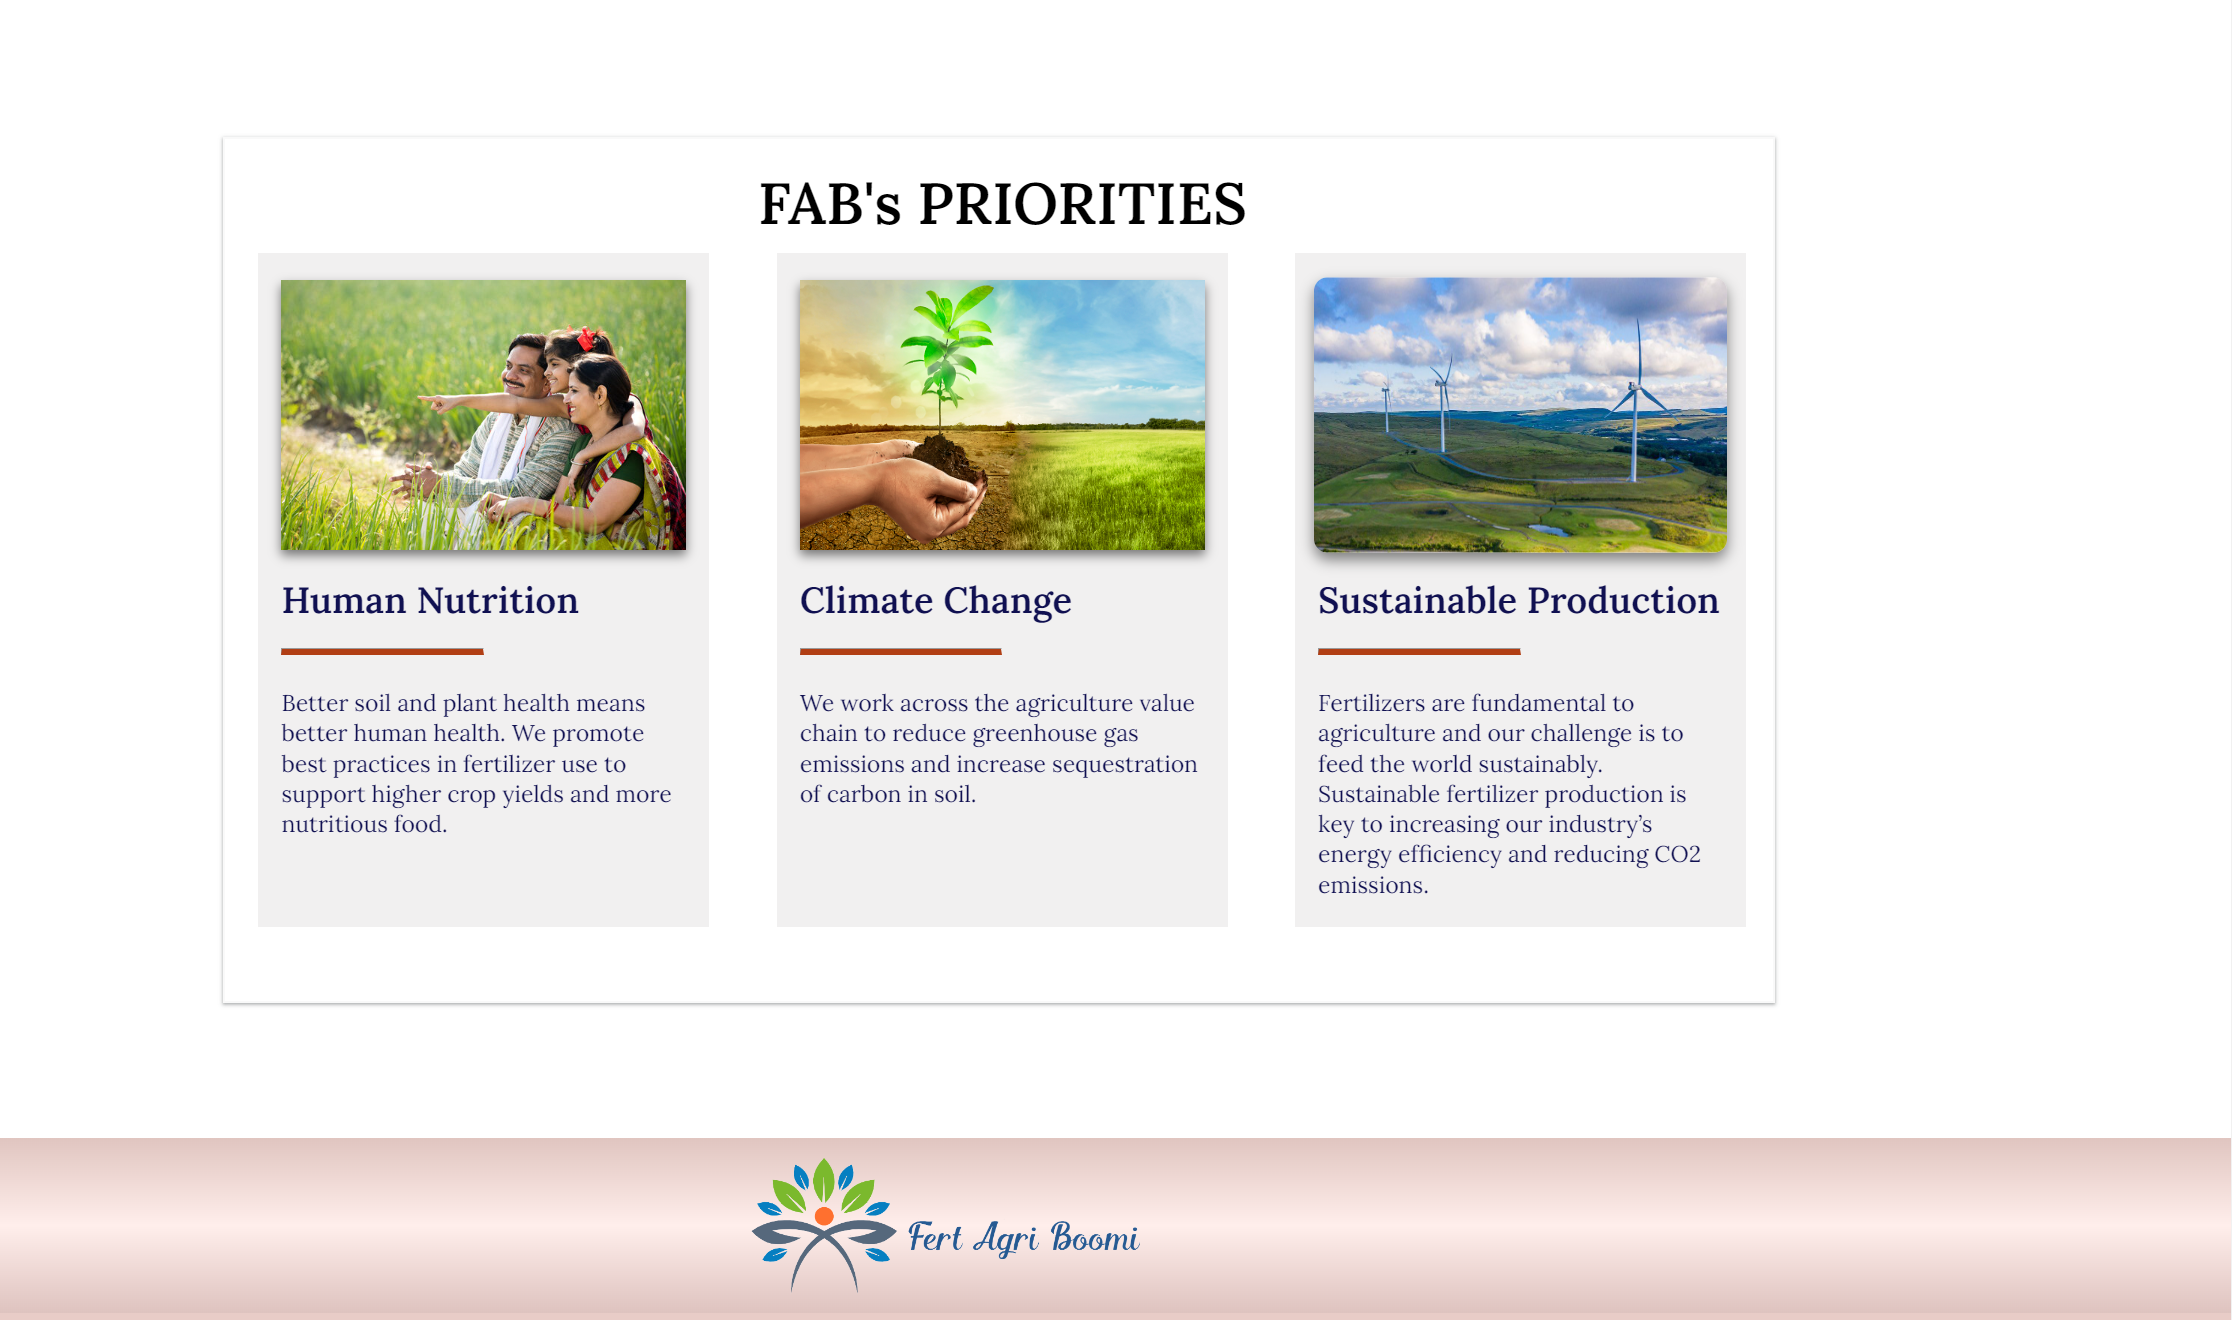 FAB's PRIORITIES
Human Nutrition
Better soil and plant health means
better human health. We promote
best practices in fertilizer use to
support higher crop yields and more
nutritious food.
Climate Change
We work across the agriculture value
chain to reduce greenhouse gas
emissions and increase sequestration
of carbon in soil.
Sustainable Production
Fertilizers are fundamental to
agriculture and our challenge is to
feed the world sustainably.
Sustainable fertilizer production is
key to increasing our industry’s
energy efficiency and reducing CO2
emissions.
Fert Agri Boomi